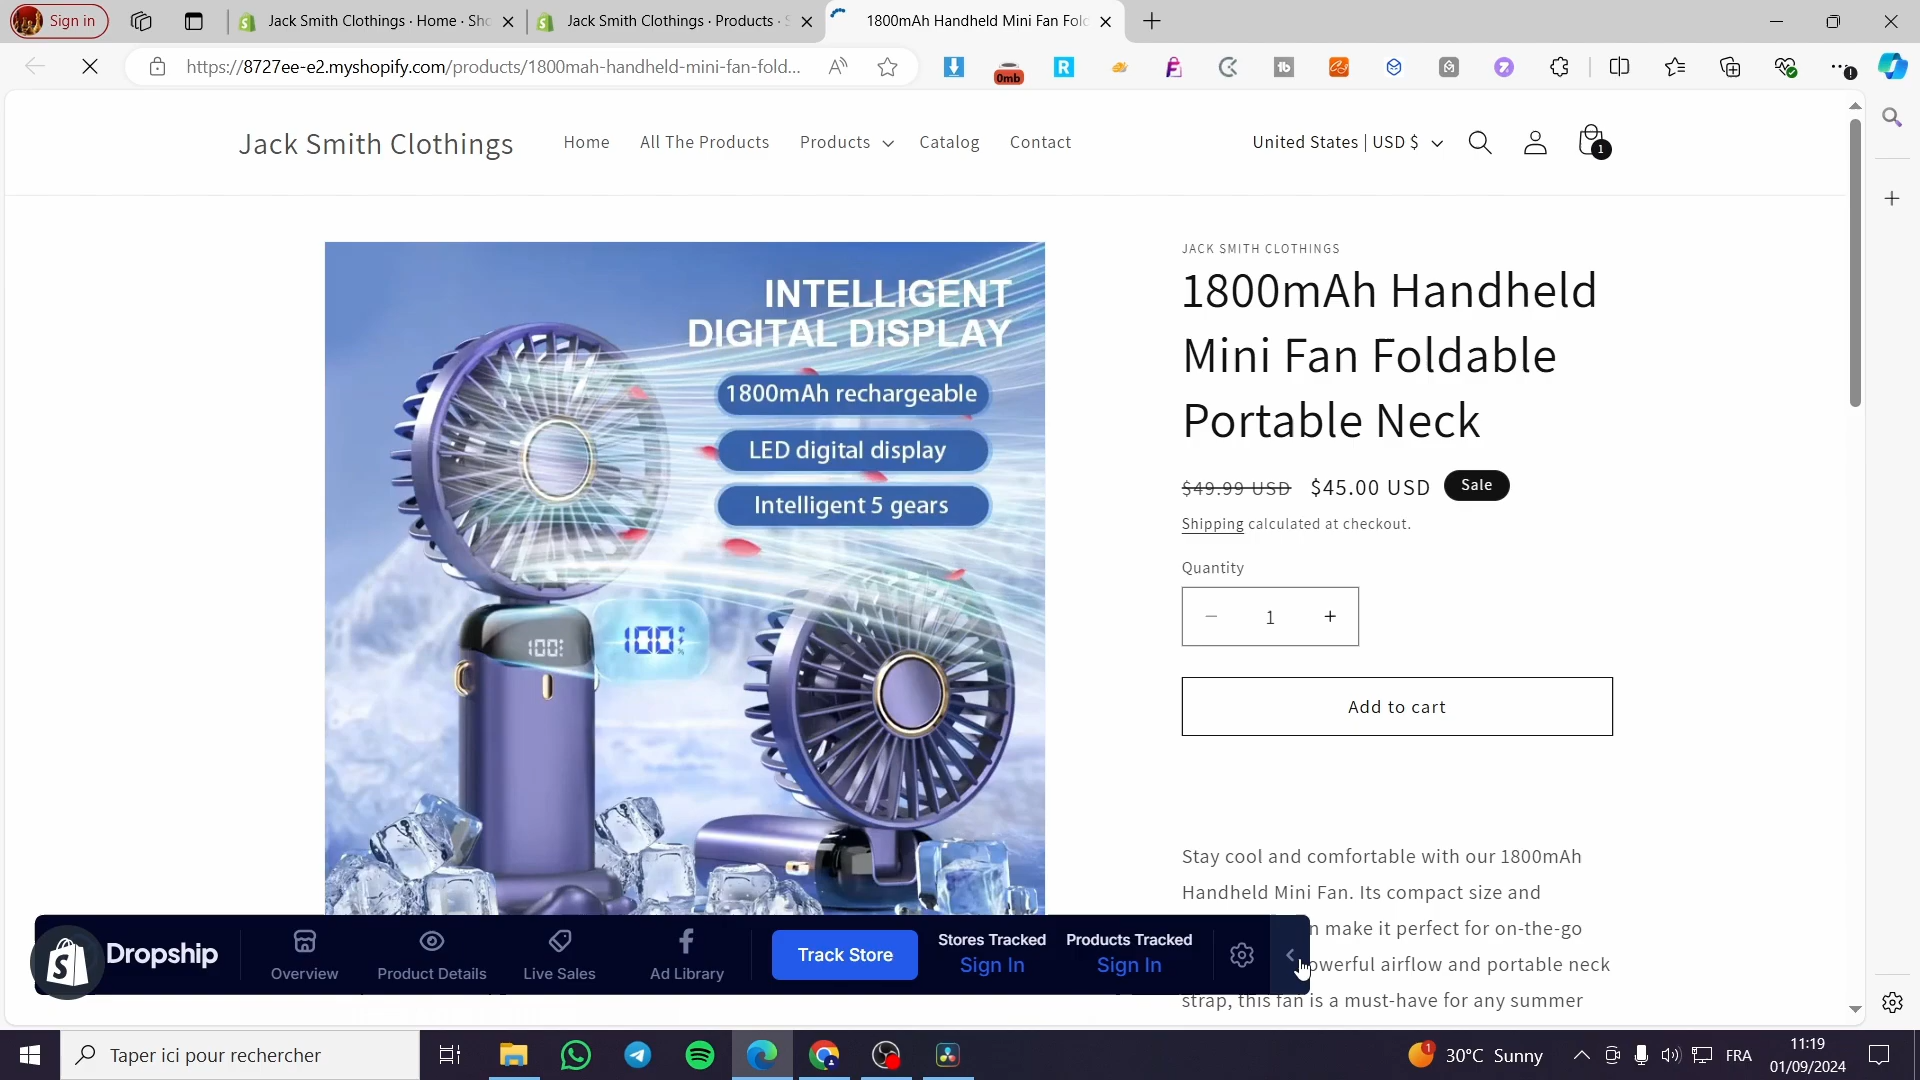 Sign in
Jack Smith Clothings · Home · Sho
Jack Smith Clothings · Products · S
1800mAh Handheld Mini Fan Fold
https://8727ee-e2.myshopify.com/products/1800mah-handheld-mini-fan-fold...
0mb
Jack Smith Clothings
Home
All The Products
Products
Catalog
Contact
United States | USD $
1
INTELLIGENT
DIGITAL DISPLAY
1800mAh rechargeable
LED digital display
Intelligent 5 gears
100%
100%
JACK SMITH CLOTHINGS
1800mAh Handheld
Mini Fan Foldable
Portable Neck
$49.99 USD $45.00 USD Sale
Shipping calculated at checkout.
Quantity
− 1 +
Add to cart
Stay cool and comfortable with our 1800mAh
Handheld Mini Fan. Its compact size and
n make it perfect for on-the-go
owerful airflow and portable neck
strap, this fan is a must-have for any summer
Dropship
Overview
Product Details
Live Sales
Ad Library
Track Store
Stores Tracked
Sign In
Products Tracked
Sign In
Taper ici pour rechercher
1
30°C Sunny
FRA
11:19
01/09/2024